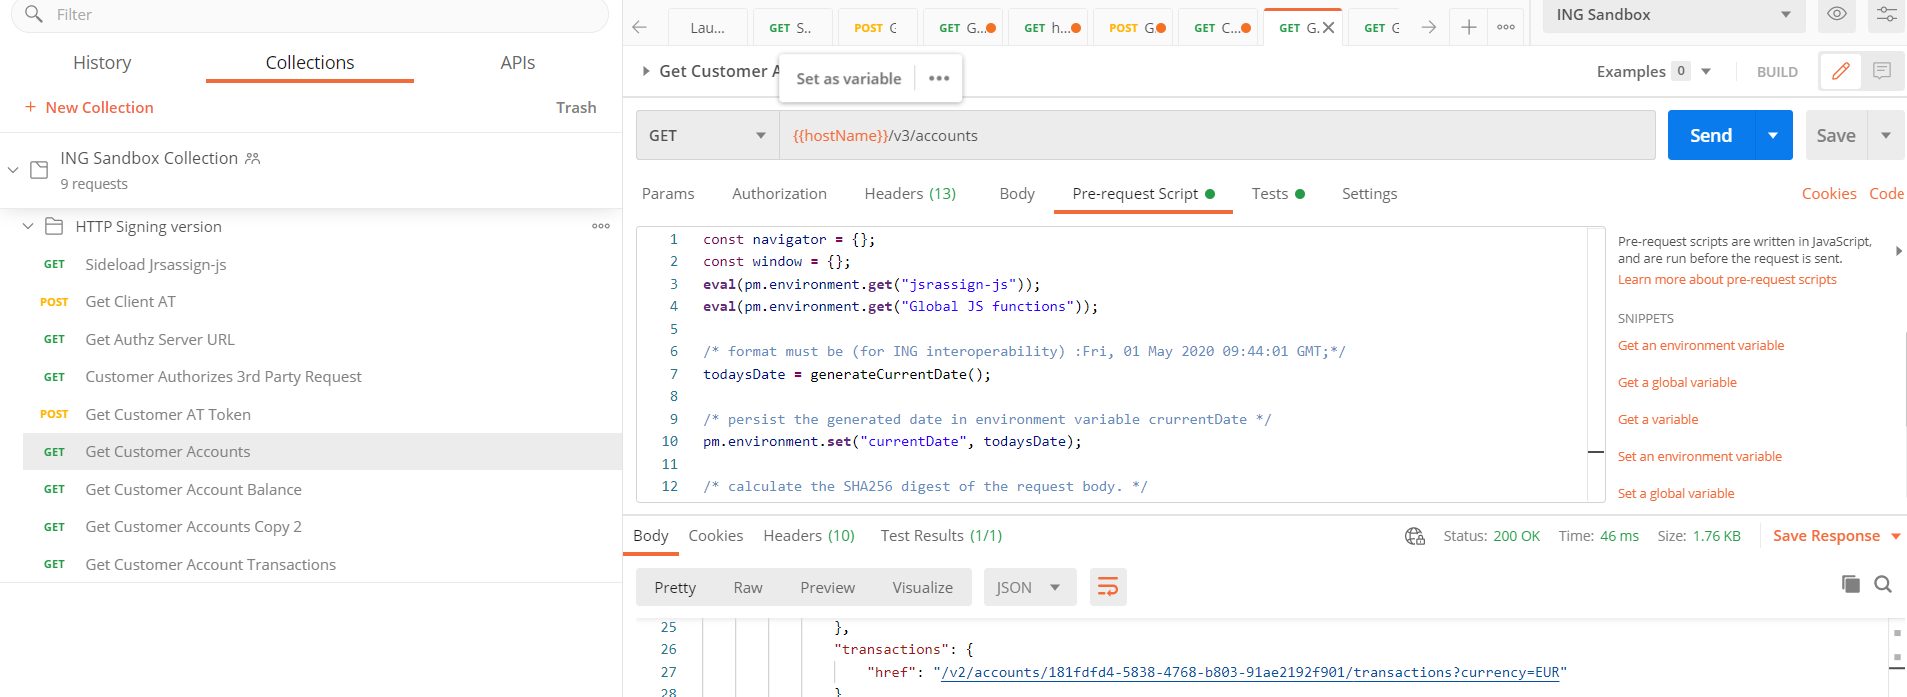 Filter
History Collections APIs
+ New Collection Trash
ING Sandbox Collection
9 requests
HTTP Signing version
GET Sideload Jrsassign-js
POST Get Client AT
GET Get Authz Server URL
GET Customer Authorizes 3rd Party Request
POST Get Customer AT Token
GET Get Customer Accounts
GET Get Customer Account Balance
GET Get Customer Accounts Copy 2
GET Get Customer Account Transactions
Lau... GET S.. POST G GET G... GET h... POST G GET C... GET G. GET G
ING Sandbox
Get Customer A
Set as variable
Examples 0 BUILD
GET {{hostName}}/v3/accounts Send Save
Params Authorization Headers (13) Body Pre-request Script Tests Settings Cookies Code
1 const navigator = {};
2 const window = {};
3 eval(pm.environment.get("jsrassign-js"));
4 eval(pm.environment.get("Global JS functions"));
5
6 /* format must be (for ING interoperability) :Fri, 01 May 2020 09:44:01 GMT;*/
7 todaysDate = generateCurrentDate();
8
9 /* persist the generated date in environment variable crurrentDate */
10 pm.environment.set("currentDate", todaysDate);
11
12 /* calculate the SHA256 digest of the request body. */
Pre-request scripts are written in JavaScript,
and are run before the request is sent.
Learn more about pre-request scripts
SNIPPETS
Get an environment variable
Get a global variable
Get a variable
Set an environment variable
Set a global variable
Body Cookies Headers (10) Test Results (1/1) Status: 200 OK Time: 46 ms Size: 1.76 KB Save Response
Pretty Raw Preview Visualize JSON
25 },
26 "transactions": {
27 "href": "/v2/accounts/181fdfd4-5838-4768-b803-91ae2192f901/transactions?currency=EUR"
28 }